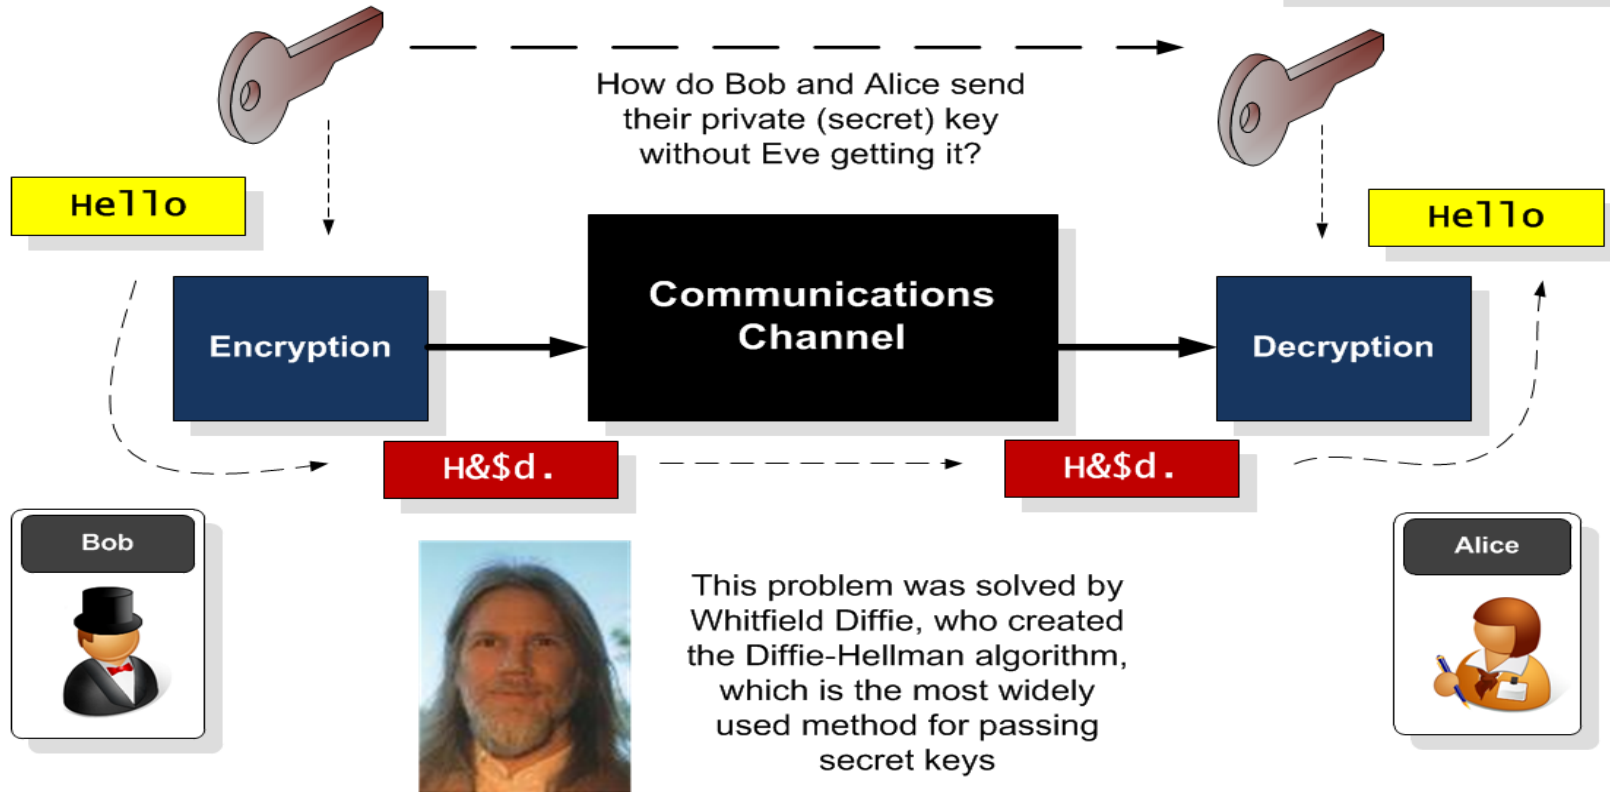 How do Bob and Alice send
their private (secret) key
without Eve getting it?
Hello
Hello
Encryption
Communications
Channel
Decryption
H&$d.
H&$d.
Bob
Alice
This problem was solved by
Whitfield Diffie, who created
the Diffie-Hellman algorithm,
which is the most widely
used method for passing
secret keys